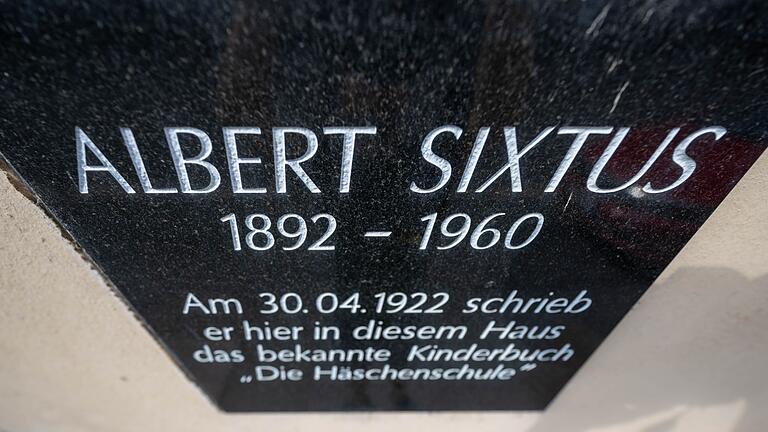 ALBERT SIXTUS
1892 – 1960
Am 30.04.1922 schrieb
er hier in diesem Haus
das bekannte Kinderbuch
„Die Häschenschule“